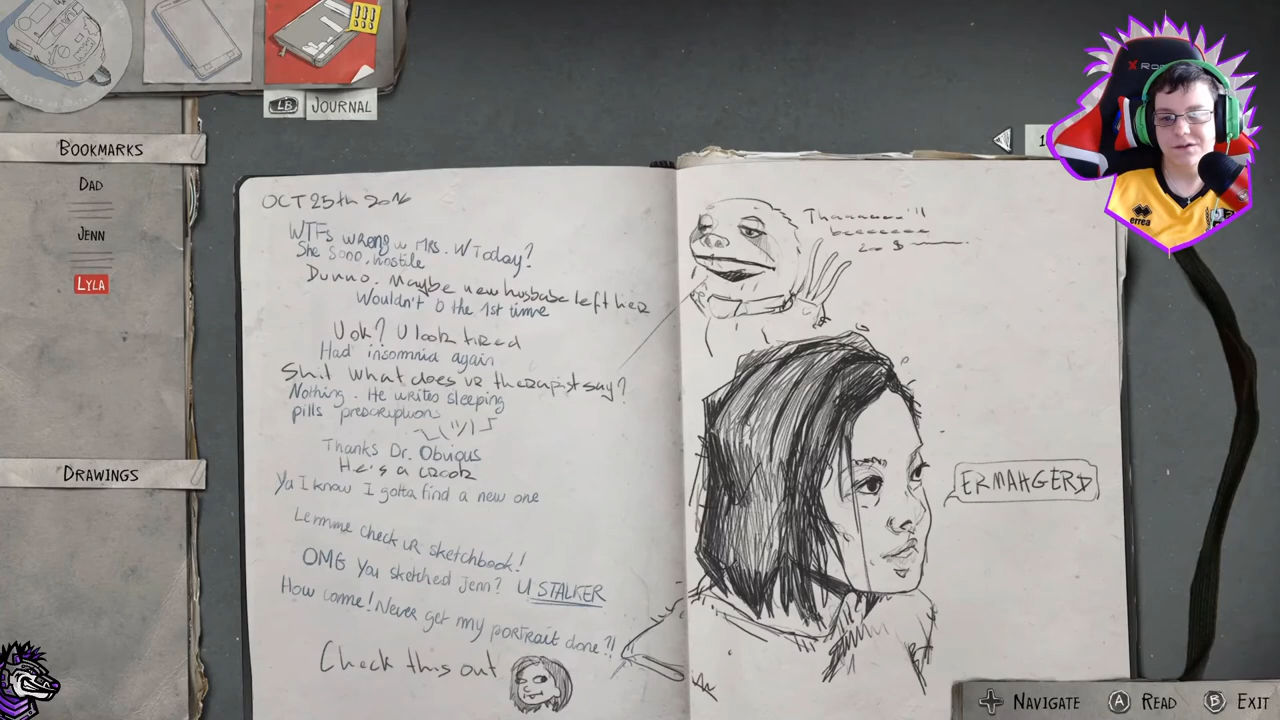 LB JOURNAL
BOOKMARKS
DAD
JENN
LYLA
DRAWINGS
OCT 25th 2016
WTFs wrong w MRS. W Today?
She sooo hostile
Dunno. Maybe new husbabe left her
Wouldn't b the 1st time
U ok? U look tired
Had insomnia again
Shit what does ur therapist say?
Nothing. He writes sleeping
pills prescriptions
Thanks Dr. Obvious
He's a crook
Ya I know I gotta find a new one
Lemme check ur sketchbook!
OMG You sketched Jenn? U STALKER
How come I never get my portrait done?!
Check this out
ERMAHGERD
errea
NAVIGATE
A READ
B EXIT